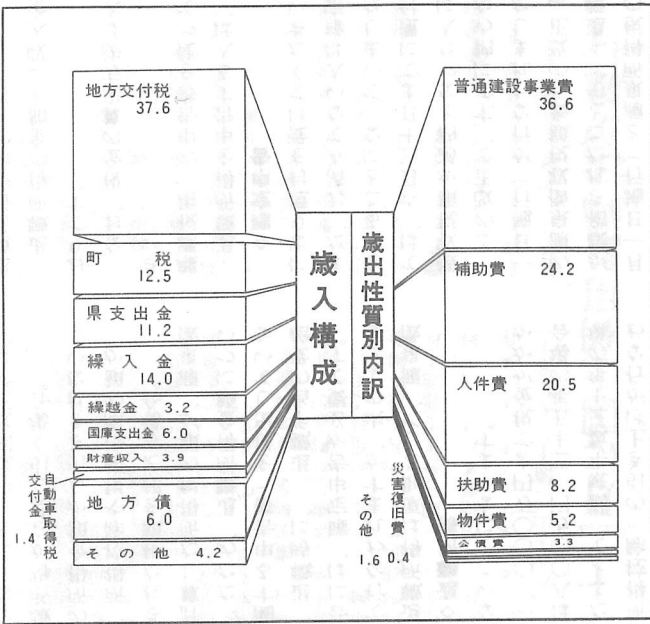 地方交付税
37.6
町税
12.5
県支出金
11.2
繰入金
14.0
繰越金 3.2
国庫支出金 6.0
財産収入 3.9
自動車取得税
交付金
1.4
地方債
6.0
その他 4.2
歳入構成
歳出性質別内訳
普通建設事業費
36.6
補助費 24.2
人件費 20.5
扶助費 8.2
物件費 5.2
公債費 3.3
災害復旧費
0.4
その他
1.6